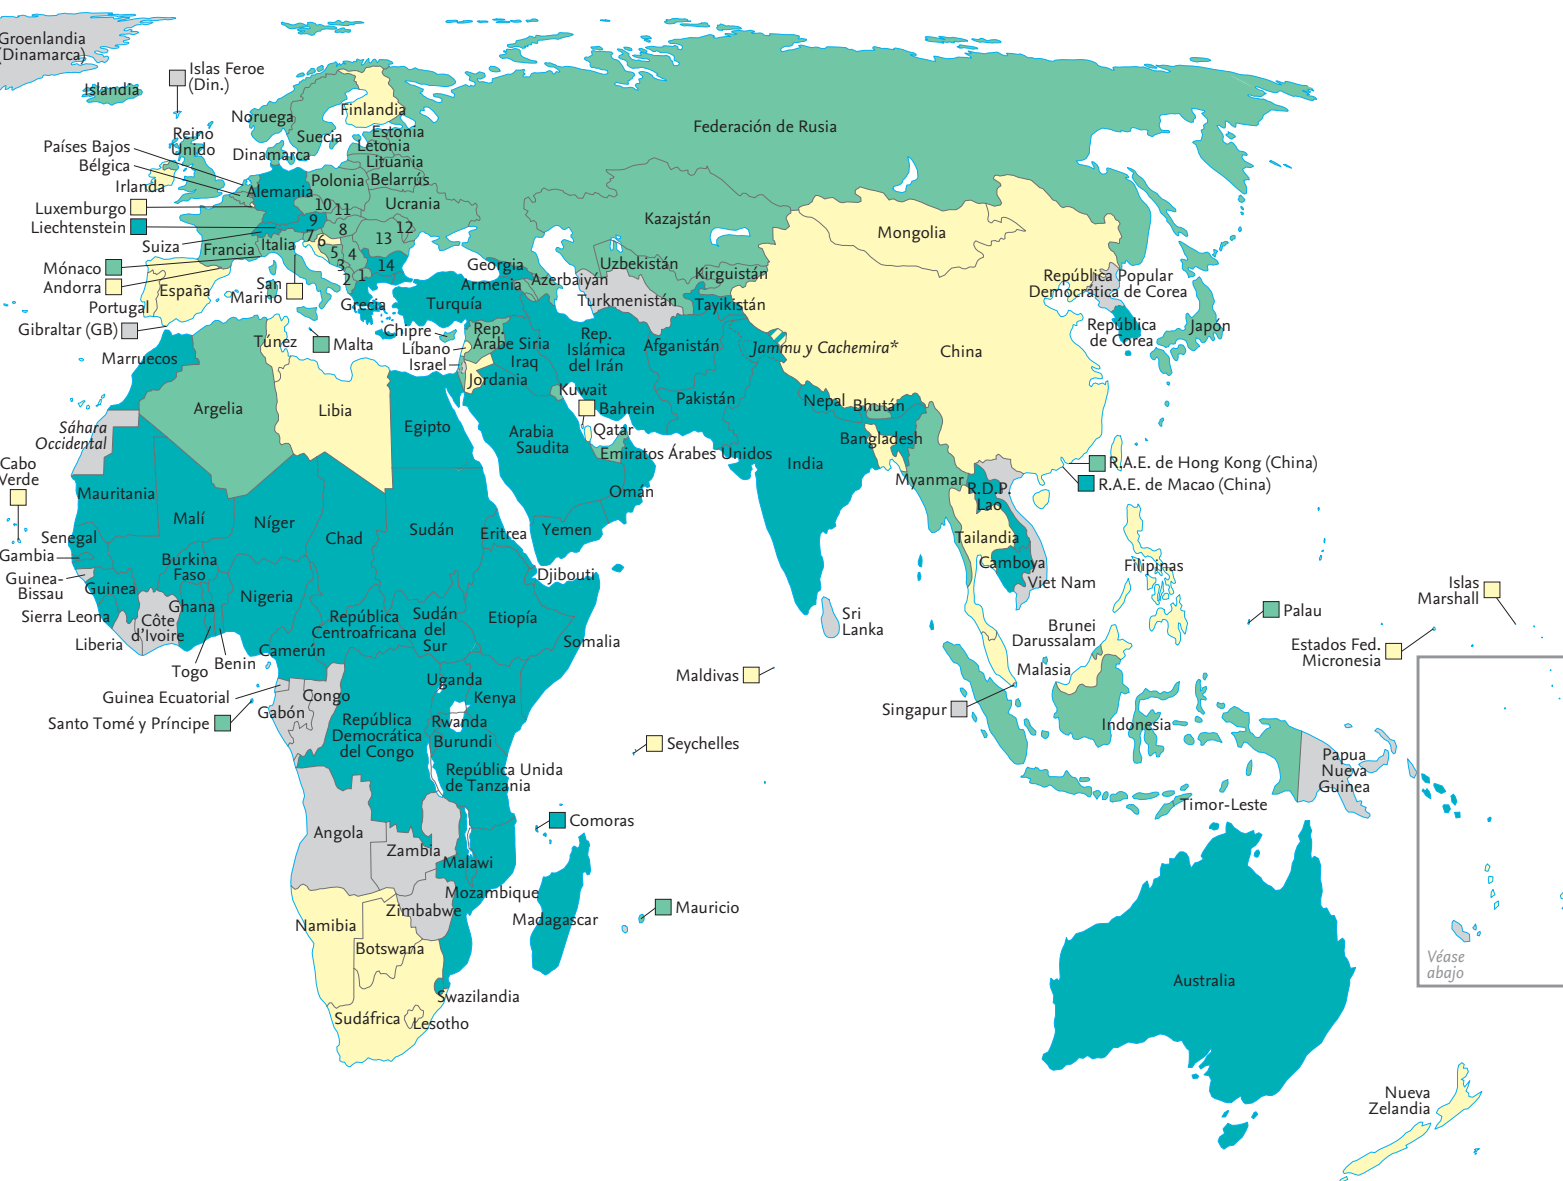 Groenlandia
(Dinamarca)
Islandia
Islas Feroe
(Din.)
Noruega
Suecia
Finlandia
Federación de Rusia
Reino
Unido
Dinamarca
Estonia
Letonia
Lituania
Países Bajos
Bélgica
Irlanda
Alemania
Polonia
Belarrús
Luxemburgo
Liechtenstein
Ucrania
10
11
9
8
7
6
12
13
5
4
3
14
2
1
Suiza
Francia
Italia
Kazajstán
Mongolia
Mónaco
Andorra
San
Marino
Portugal
España
Gibraltar (GB)
Grecia
Georgia
Armenia
Azerbaiyán
Turquía
Uzbekistán
Turkmenistán
Kirguistán
Tayikistán
República Popular
Democrática de Corea
República
de Corea
Japón
Marruecos
Túnez
Malta
Chipre
Líbano
Israel
Rep.
Árabe Siria
Iraq
Jordania
Rep.
Islámica
del Irán
Afganistán
Jammu y Cachemira*
China
Argelia
Libia
Egipto
Kuwait
Bahrein
Qatar
Pakistán
Nepal
Bhután
Bangladesh
Sáhara
Occidental
Arabia
Saudita
Emiratos Árabes Unidos
India
Myanmar
R.A.E. de Hong Kong (China)
R.A.E. de Macao (China)
Cabo
Verde
Mauritania
Malí
Níger
Chad
Sudán
Eritrea
Yemen
Omán
R.D.P.
Lao
Tailandia
Camboya
Viet Nam
Filipinas
Senegal
Gambia
Guinea-
Bissau
Guinea
Sierra Leona
Liberia
Burkina
Faso
Ghana
Côte
d’Ivoire
Togo
Benin
Nigeria
Camerún
República
Centroafricana
Sudán
del
Sur
Etiopía
Djibouti
Somalia
Sri
Lanka
Brunei
Darussalam
Malasia
Palau
Islas
Marshall
Estados Fed.
Micronesia
Guinea Ecuatorial
Santo Tomé y Príncipe
Gabón
Congo
República
Democrática
del Congo
Uganda
Kenya
Rwanda
Burundi
República Unida
de Tanzania
Maldivas
Seychelles
Singapur
Indonesia
Papua
Nueva
Guinea
Timor-Leste
Comoras
Angola
Zambia
Malawi
Mozambique
Zimbabwe
Madagascar
Mauricio
Namibia
Botswana
Swazilandia
Sudáfrica
Lesotho
Australia
Véase
abajo
Nueva
Zelandia